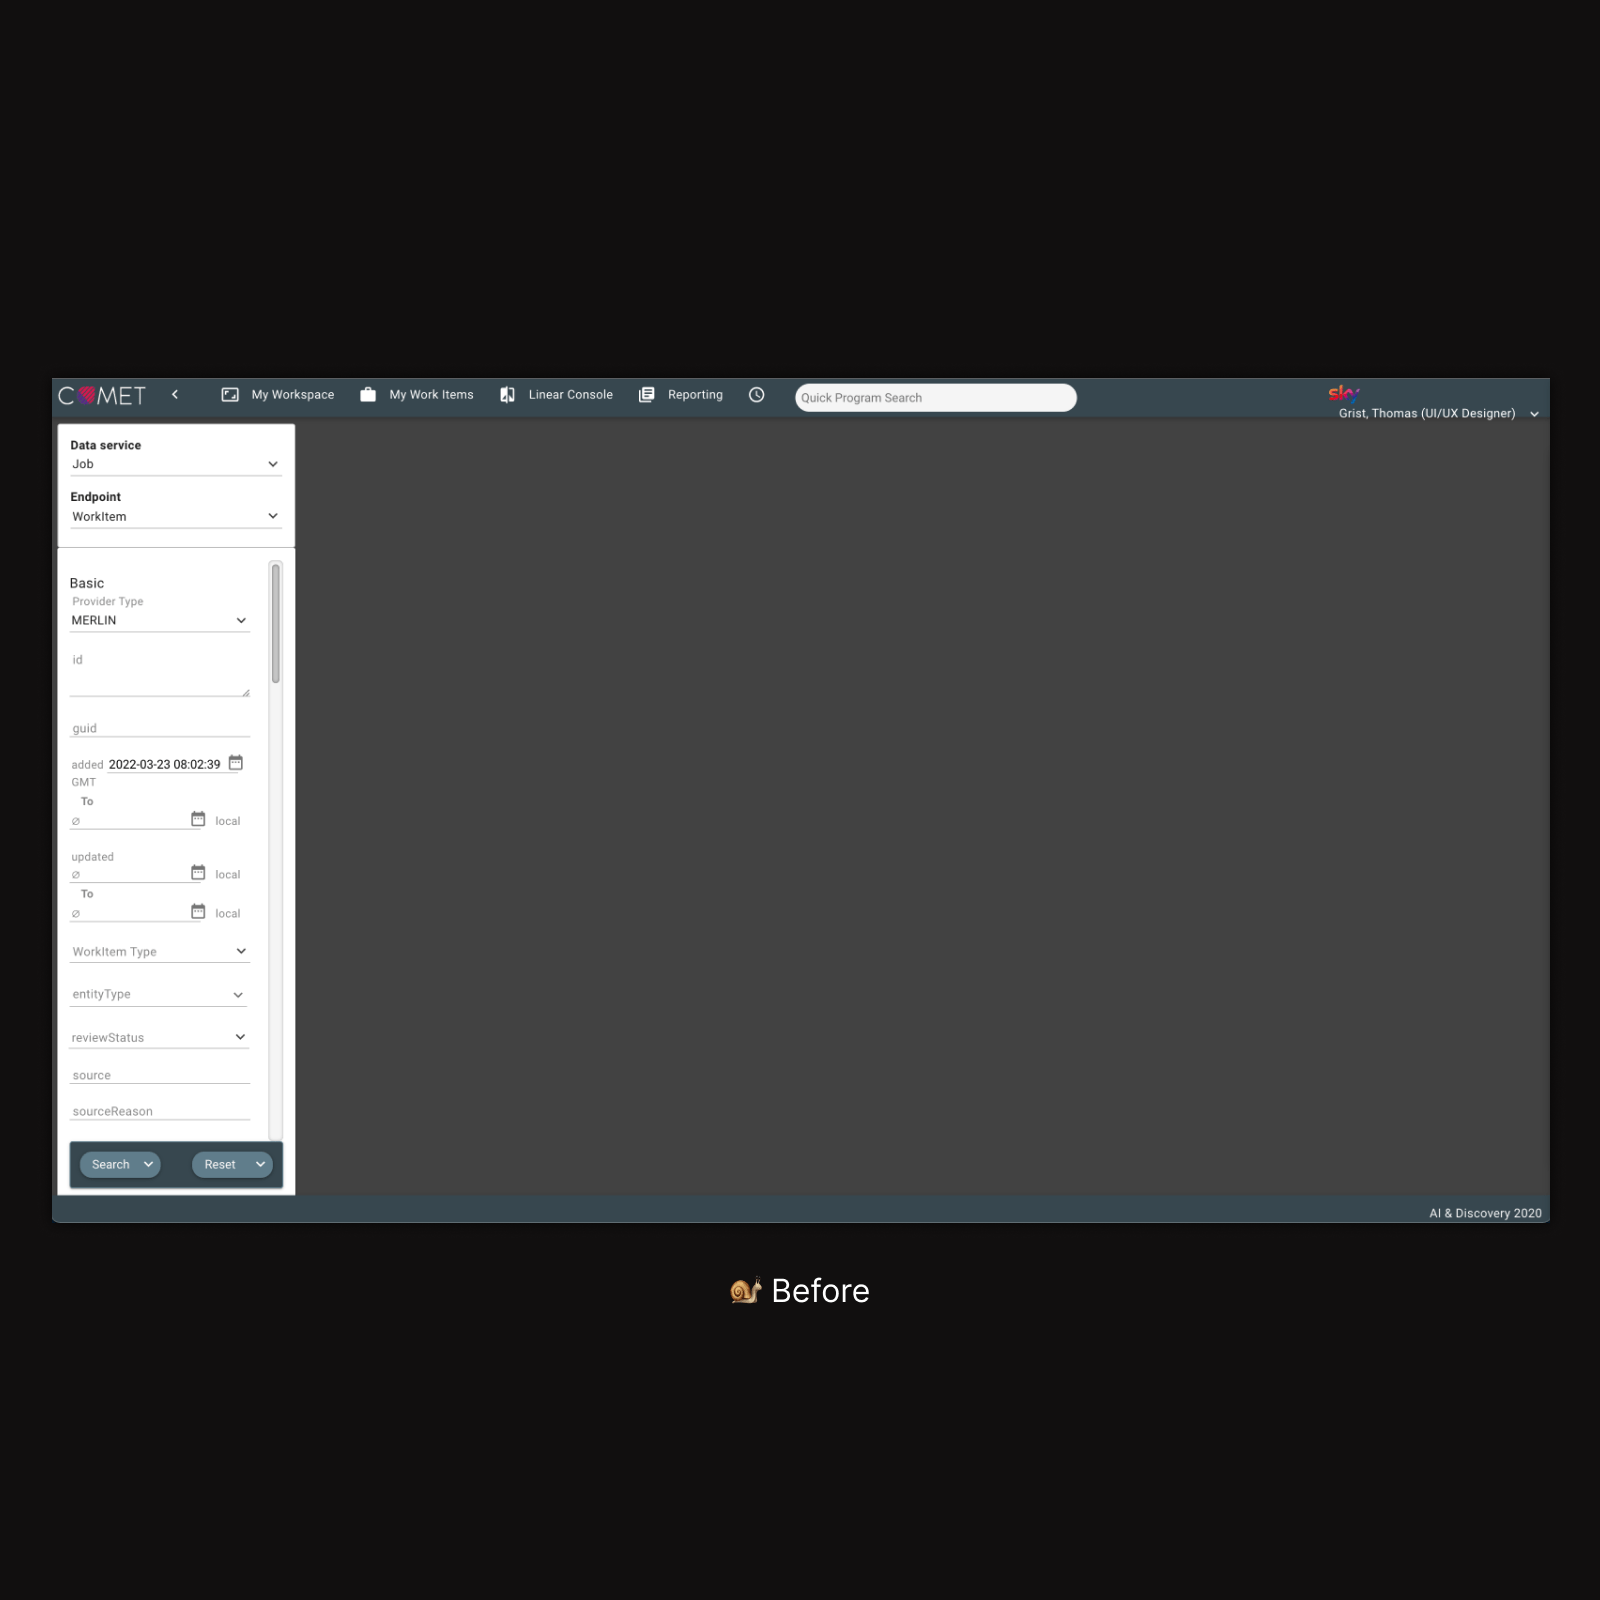 COMET
My Workspace
My Work Items
Linear Console
Reporting
Quick Program Search
sky
Grist, Thomas (UI/UX Designer)
Data service
Job
Endpoint
WorkItem
Basic
Provider Type
MERLIN
id
guid
added 2022-03-23 08:02:39
GMT
To
∅ local
updated
∅ local
To
∅ local
WorkItem Type
entityType
reviewStatus
source
sourceReason
Search
Reset
AI & Discovery 2020
🐌 Before